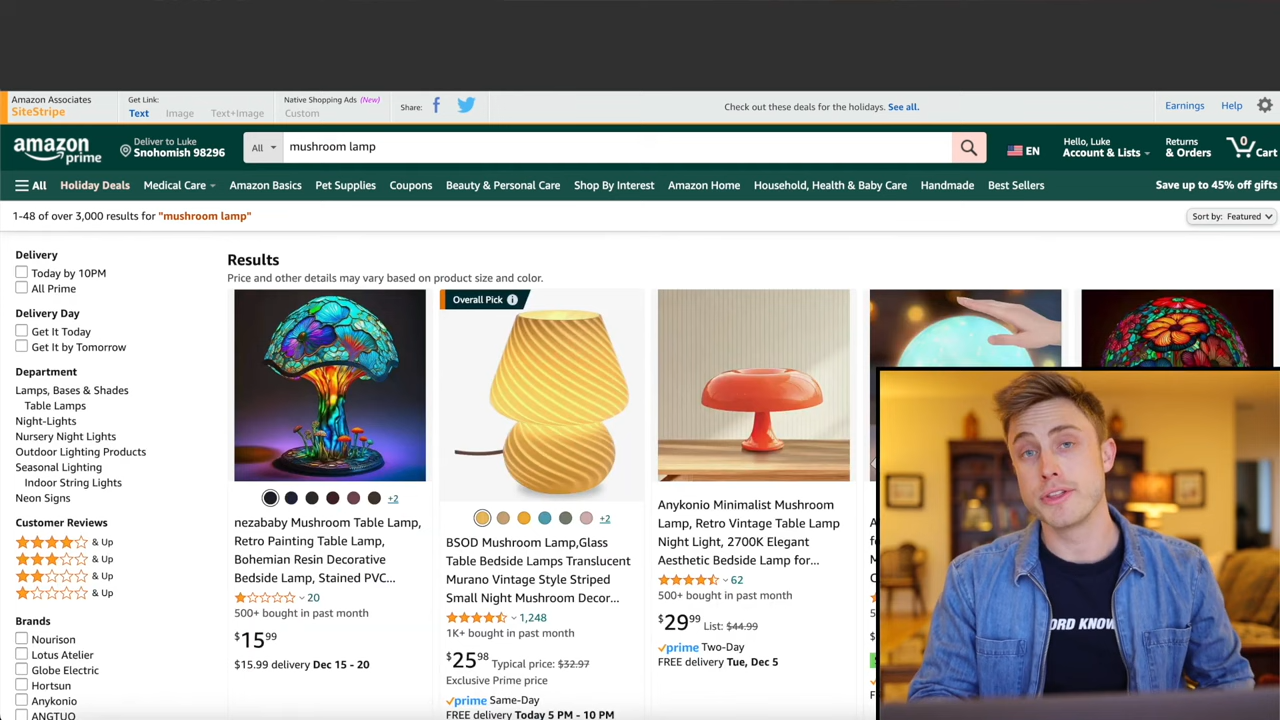 Amazon Associates
SiteStripe
Get Link:
Text Image Text+Image
Native Shopping Ads (New)
Custom
Share:
Check out these deals for the holidays. See all.
Earnings Help
amazon
prime
Deliver to Luke
Snohomish 98296
All
mushroom lamp
EN
Hello, Luke
Account & Lists
Returns
& Orders
0
Cart
All Holiday Deals Medical Care Amazon Basics Pet Supplies Coupons Beauty & Personal Care Shop By Interest Amazon Home Household, Health & Baby Care Handmade Best Sellers Save up to 45% off gifts
1-48 of over 3,000 results for "mushroom lamp"
Sort by: Featured
Delivery
Today by 10PM
All Prime
Delivery Day
Get It Today
Get It by Tomorrow
Department
Lamps, Bases & Shades
Table Lamps
Night-Lights
Nursery Night Lights
Outdoor Lighting Products
Seasonal Lighting
Indoor String Lights
Neon Signs
Customer Reviews
& Up
& Up
& Up
& Up
Brands
Nourison
Lotus Atelier
Globe Electric
Hortsun
Anykonio
ANGTUO
Results
Price and other details may vary based on product size and color.
+2
nezababy Mushroom Table Lamp,
Retro Painting Table Lamp,
Bohemian Resin Decorative
Bedside Lamp, Stained PVC...
20
500+ bought in past month
$15 99
$15.99 delivery Dec 15 - 20
Overall Pick
+2
BSOD Mushroom Lamp,Glass
Table Bedside Lamps Translucent
Murano Vintage Style Striped
Small Night Mushroom Decor...
1,248
1K+ bought in past month
$25 98 Typical price: $32.97
Exclusive Prime price
prime Same-Day
FREE delivery Today 5 PM - 10 PM
Anykonio Minimalist Mushroom
Lamp, Retro Vintage Table Lamp
Night Light, 2700K Elegant
Aesthetic Bedside Lamp for...
62
500+ bought in past month
$29 99 List: $44.99
prime Two-Day
FREE delivery Tue, Dec 5
ORD KNOW